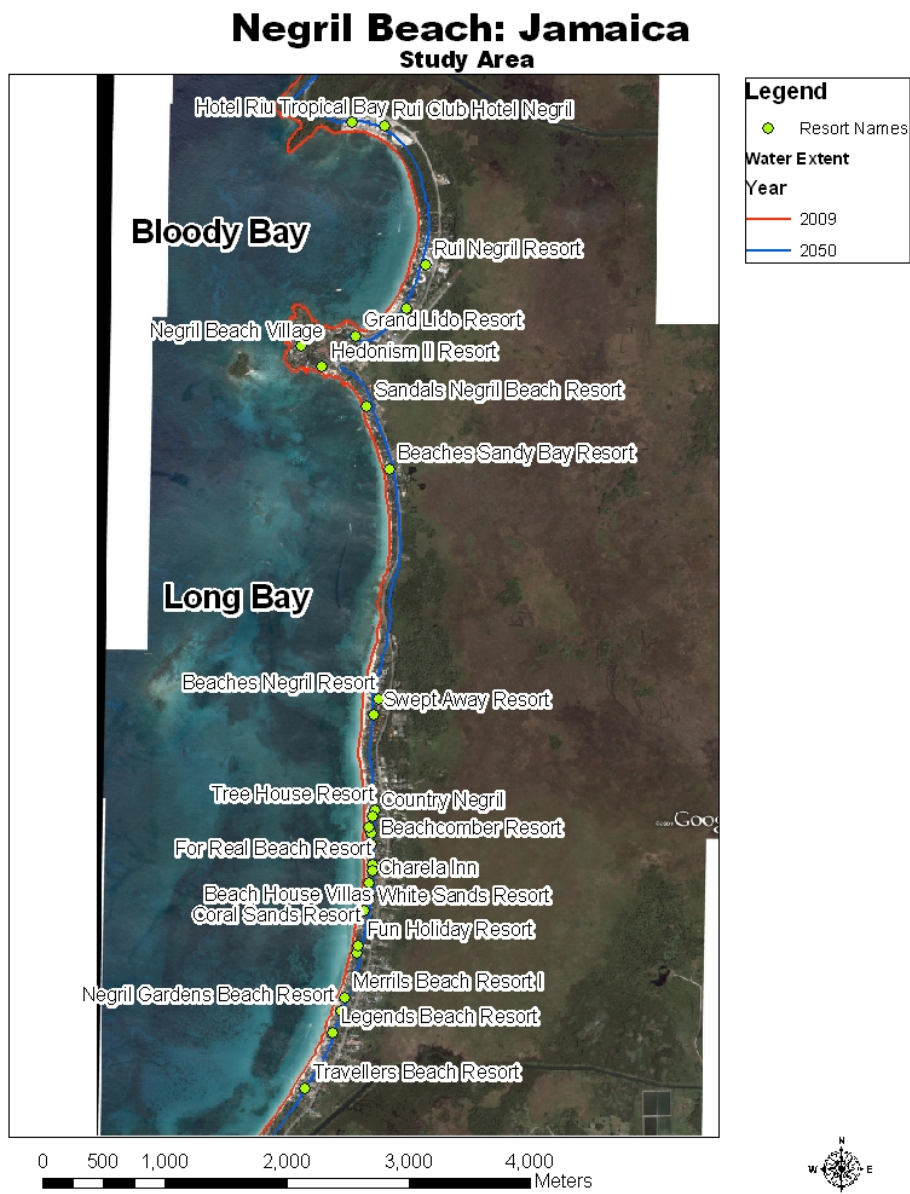 Negril Beach: Jamaica
Study Area
Legend
Resort Names
Water Extent
Year
2009
2050
Hotel Riu Tropical Bay
Rui Club Hotel Negril
Bloody Bay
Rui Negril Resort
Grand Lido Resort
Negril Beach Village
Hedonism II Resort
Sandals Negril Beach Resort
Beaches Sandy Bay Resort
Long Bay
Beaches Negril Resort
Swept Away Resort
Tree House Resort
Country Negril
Beachcomber Resort
For Real Beach Resort
Charela Inn
Beach House Villas
White Sands Resort
Coral Sands Resort
Fun Holiday Resort
Merrils Beach Resort I
Negril Gardens Beach Resort
Legends Beach Resort
Travellers Beach Resort
Goog
0 500 1,000 2,000 3,000 4,000
Meters
N
W E
S